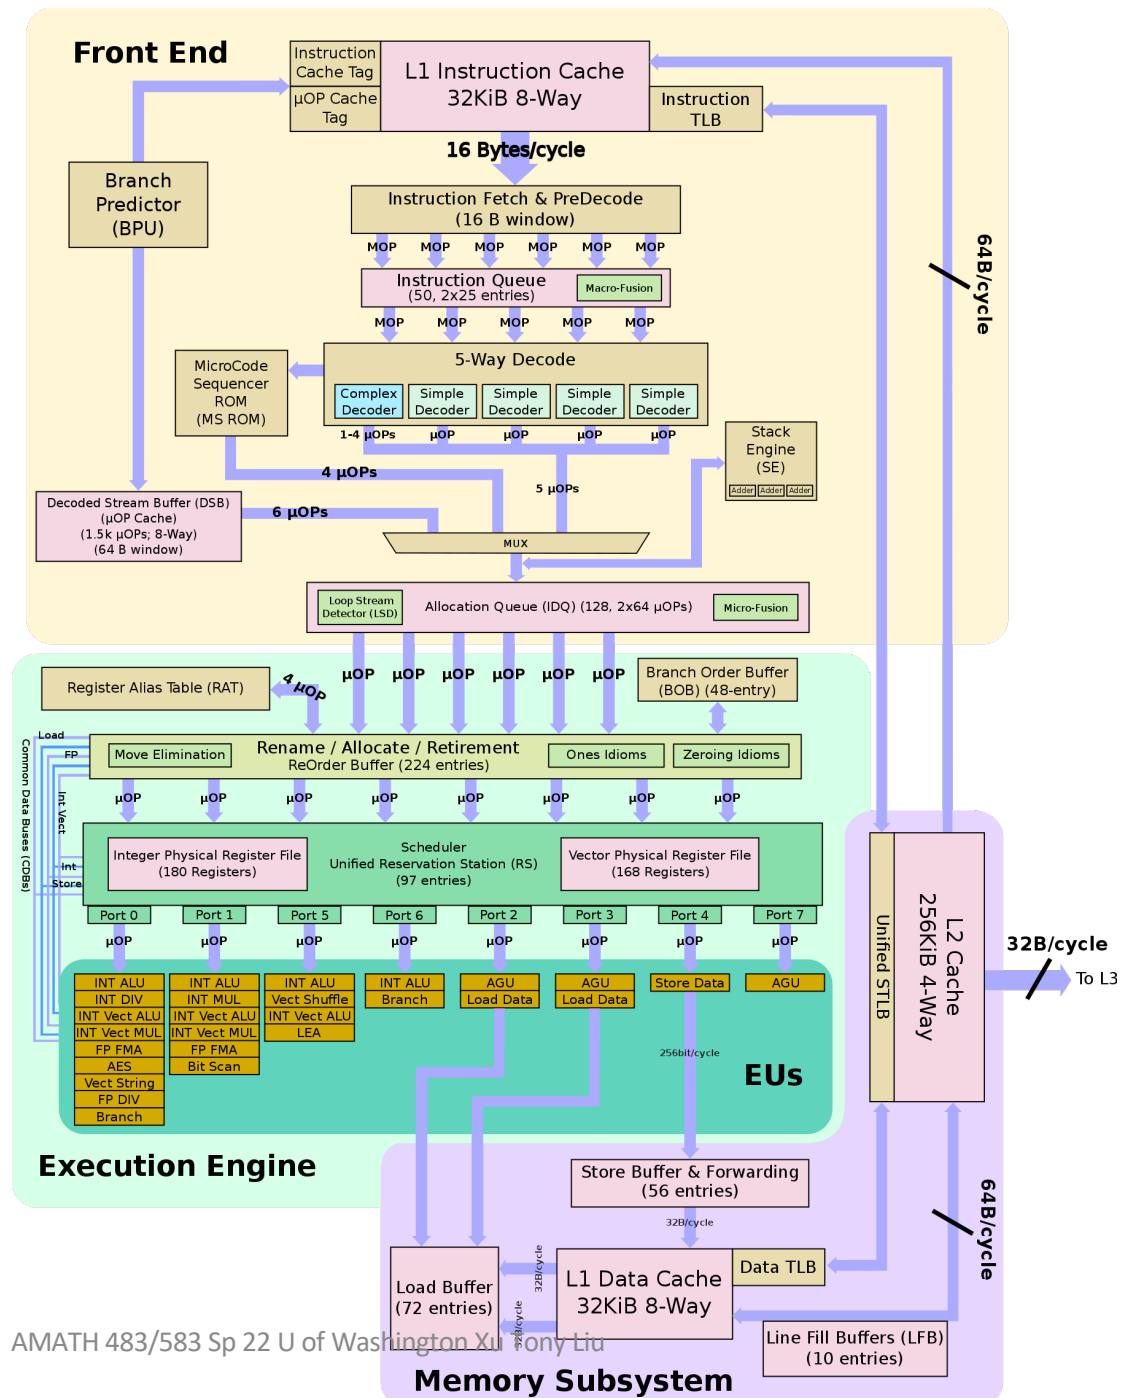 Front End
Instruction
Cache Tag
µOP Cache
Tag
L1 Instruction Cache
32KiB 8-Way
Instruction
TLB
16 Bytes/cycle
Branch
Predictor
(BPU)
Instruction Fetch & PreDecode
(16 B window)
MOP MOP MOP MOP MOP MOP
Instruction Queue
(50, 2x25 entries)
Macro-Fusion
64B/cycle
MOP MOP MOP MOP MOP
5-Way Decode
MicroCode
Sequencer
ROM
(MS ROM)
Complex
Decoder
Simple
Decoder
Simple
Decoder
Simple
Decoder
Simple
Decoder
1-4 µOPs µOP µOP µOP µOP
Stack
Engine
(SE)
Adder Adder Adder
4 µOPs
5 µOPs
Decoded Stream Buffer (DSB)
(µOP Cache)
(1.5k µOPs; 8-Way)
(64 B window)
6 µOPs
MUX
Loop Stream
Detector (LSD)
Allocation Queue (IDQ) (128, 2x64 µOPs)
Micro-Fusion
µOP µOP µOP µOP µOP µOP
Register Alias Table (RAT)
4 µOP
Branch Order Buffer
(BOB) (48-entry)
Load
FP
Common Data Buses (CDBs)
Int Vect
Int
Store
Move Elimination
Rename / Allocate / Retirement
ReOrder Buffer (224 entries)
Ones Idioms
Zeroing Idioms
µOP µOP µOP µOP µOP µOP µOP µOP
Integer Physical Register File
(180 Registers)
Scheduler
Unified Reservation Station (RS)
(97 entries)
Vector Physical Register File
(168 Registers)
Port 0 Port 1 Port 5 Port 6 Port 2 Port 3 Port 4 Port 7
µOP µOP µOP µOP µOP µOP µOP µOP
INT ALU
INT DIV
INT Vect ALU
INT Vect MUL
FP FMA
AES
Vect String
FP DIV
Branch
INT ALU
INT MUL
INT Vect ALU
INT Vect MUL
FP FMA
Bit Scan
INT ALU
Vect Shuffle
INT Vect ALU
LEA
INT ALU
Branch
AGU
Load Data
AGU
Load Data
Store Data
AGU
256bit/cycle
EUs
Execution Engine
Unified STLB
L2 Cache
256KiB 4-Way
32B/cycle
To L3
Store Buffer & Forwarding
(56 entries)
32B/cycle
64B/cycle
Load Buffer
(72 entries)
32B/cycle
32B/cycle
L1 Data Cache
32KiB 8-Way
Data TLB
Line Fill Buffers (LFB)
(10 entries)
AMATH 483/583 Sp 22 U of Washington Xu Tony Liu
Memory Subsystem